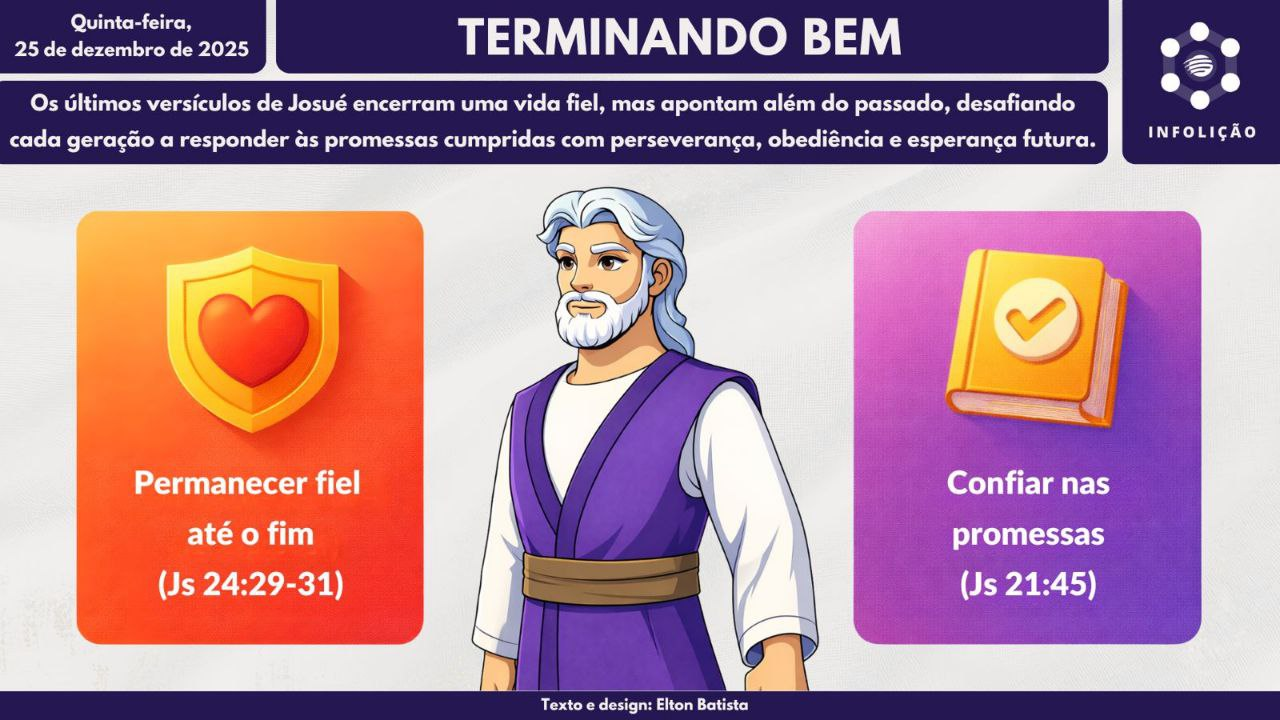 Quinta-feira,
25 de dezembro de 2025
TERMINANDO BEM
Os últimos versículos de Josué encerram uma vida fiel, mas apontam além do passado, desafiando
cada geração a responder às promessas cumpridas com perseverança, obediência e esperança futura.
INFOLIÇÃO
Permanecer fiel
até o fim
(Js 24:29-31)
Confiar nas
promessas
(Js 21:45)
Texto e design: Elton Batista